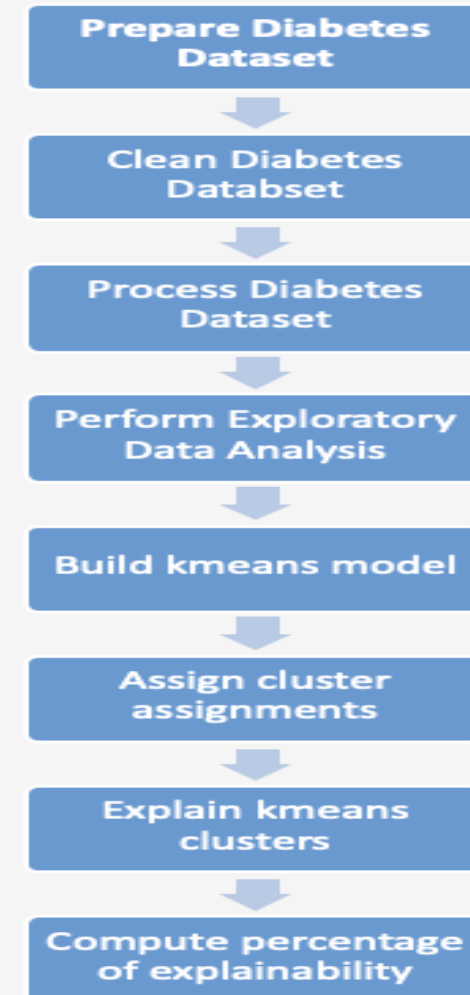 Prepare Diabetes
Dataset
Clean Diabetes
Databset
Process Diabetes
Dataset
Perform Exploratory
Data Analysis
Build kmeans model
Assign cluster
assignments
Explain kmeans
clusters
Compute percentage
of explainability